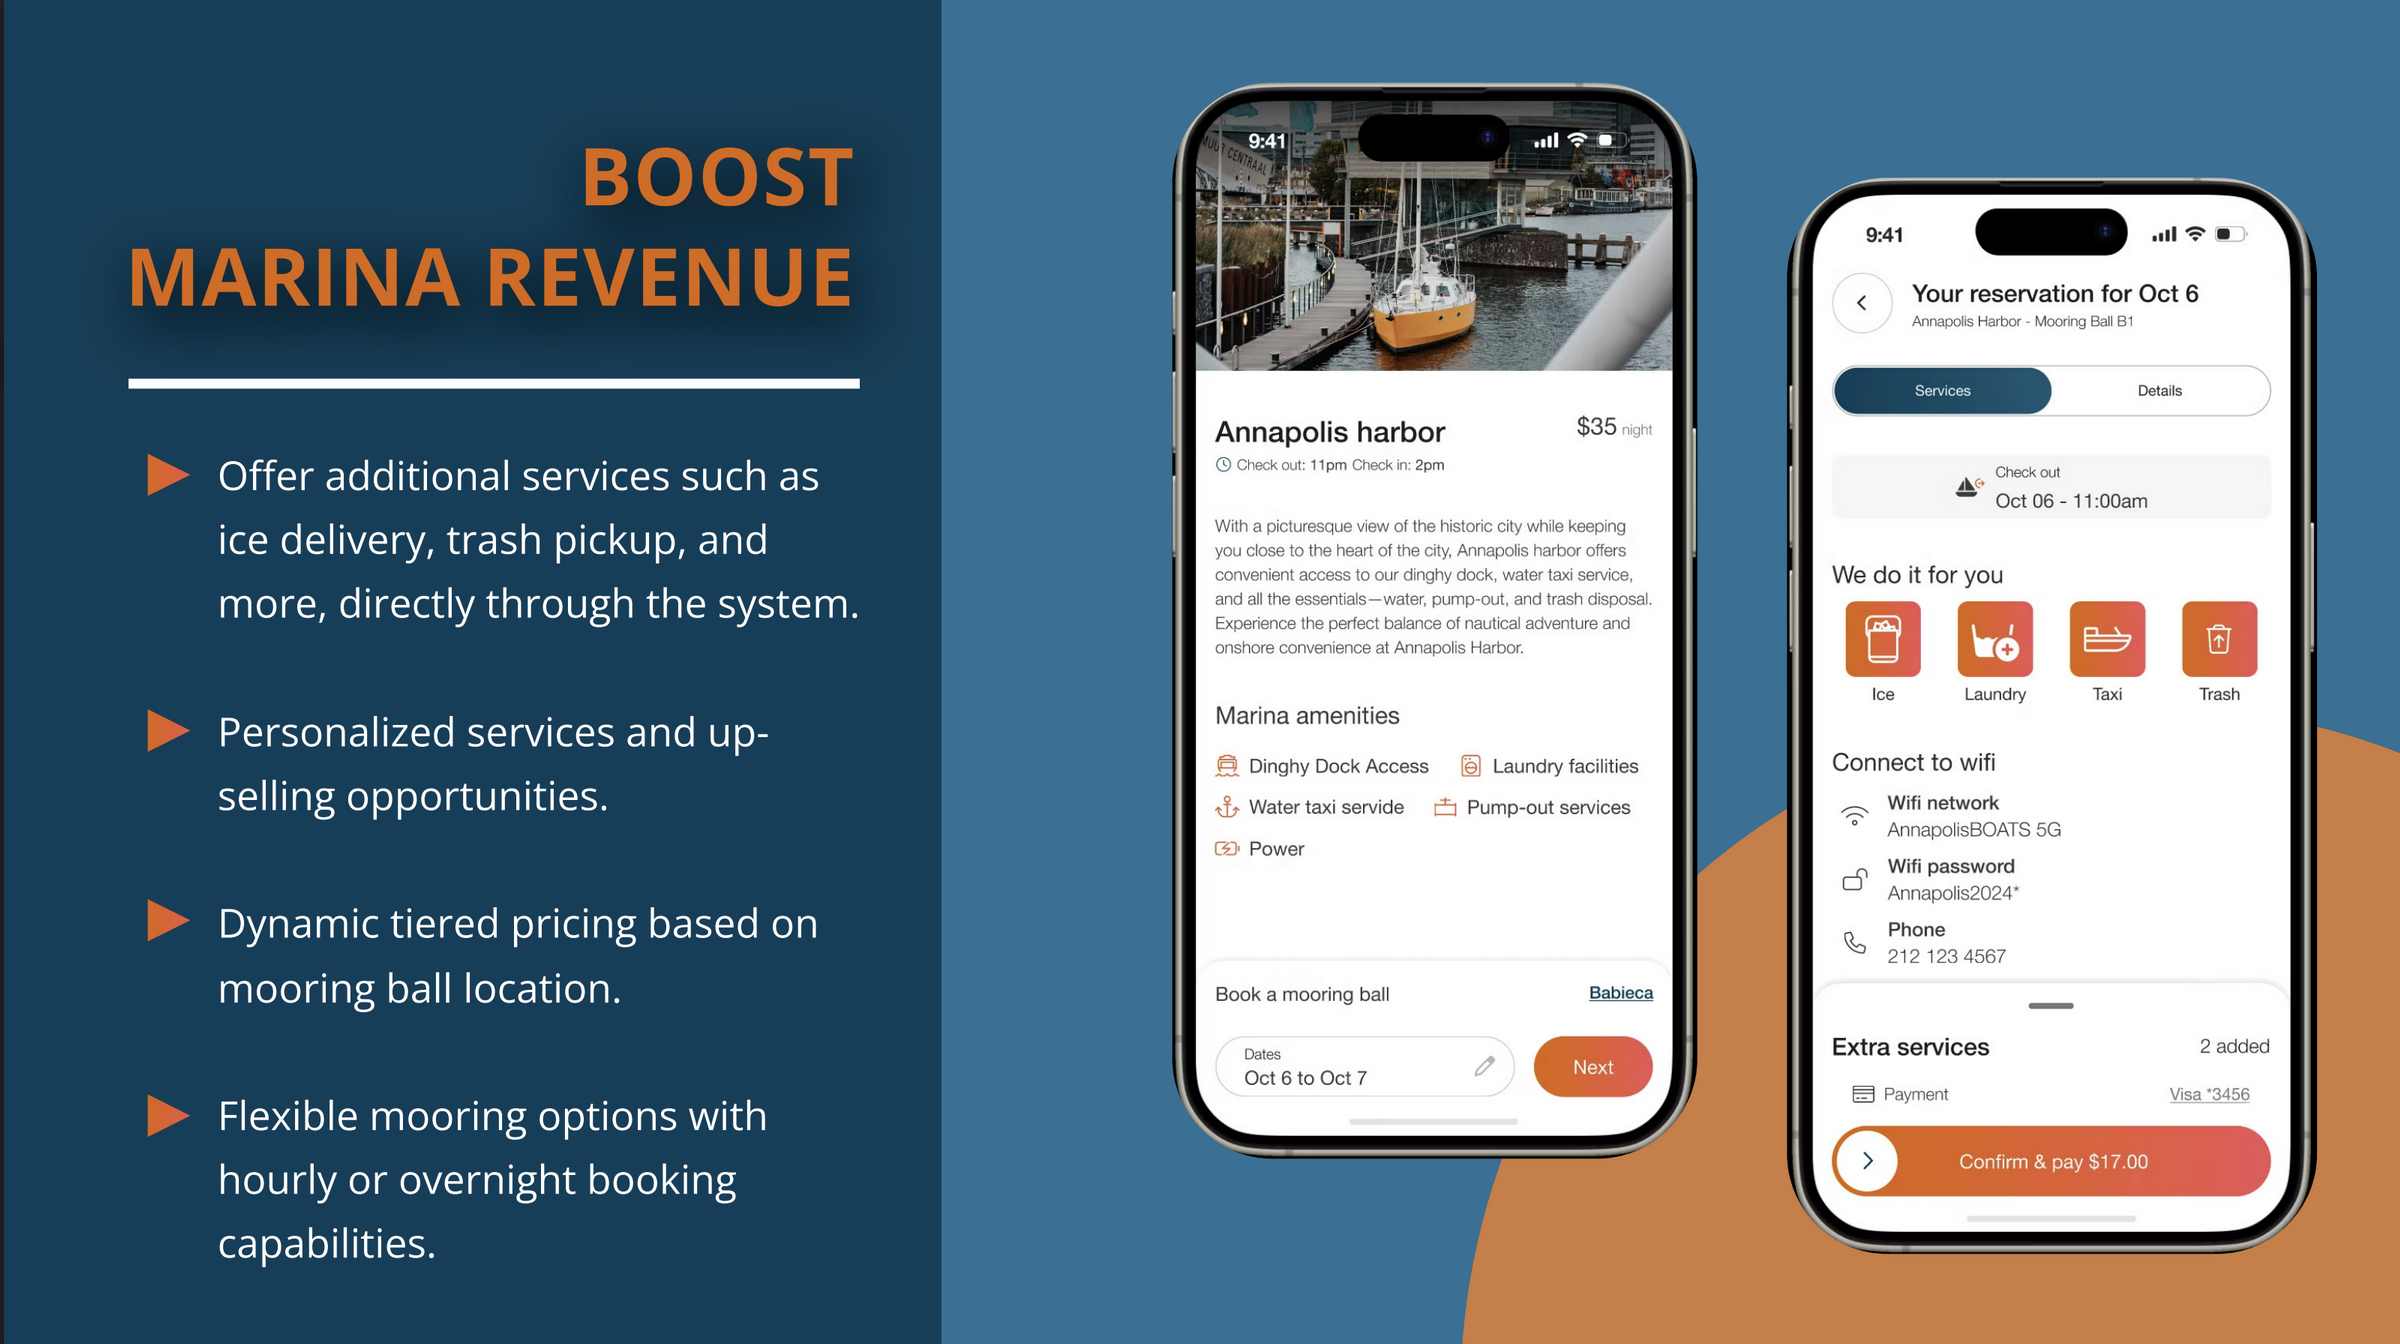 BOOST
MARINA REVENUE
Offer additional services such as
ice delivery, trash pickup, and
more, directly through the system.
Personalized services and up-
selling opportunities.
Dynamic tiered pricing based on
mooring ball location.
Flexible mooring options with
hourly or overnight booking
capabilities.
9:41
CENTRAAL
Annapolis harbor
$35 night
Check out: 11pm Check in: 2pm
With a picturesque view of the historic city while keeping
you close to the heart of the city, Annapolis harbor offers
convenient access to our dinghy dock, water taxi service,
and all the essentials—water, pump-out, and trash disposal.
Experience the perfect balance of nautical adventure and
onshore convenience at Annapolis Harbor.
Marina amenities
Dinghy Dock Access Laundry facilities
Water taxi servide Pump-out services
Power
Book a mooring ball Babieca
Dates
Oct 6 to Oct 7
Next
9:41
Your reservation for Oct 6
Annapolis Harbor - Mooring Ball B1
Services Details
Check out
Oct 06 - 11:00am
We do it for you
Ice Laundry Taxi Trash
Connect to wifi
Wifi network
AnnapolisBOATS 5G
Wifi password
Annapolis2024*
Phone
212 123 4567
Extra services 2 added
Payment Visa *3456
Confirm & pay $17.00